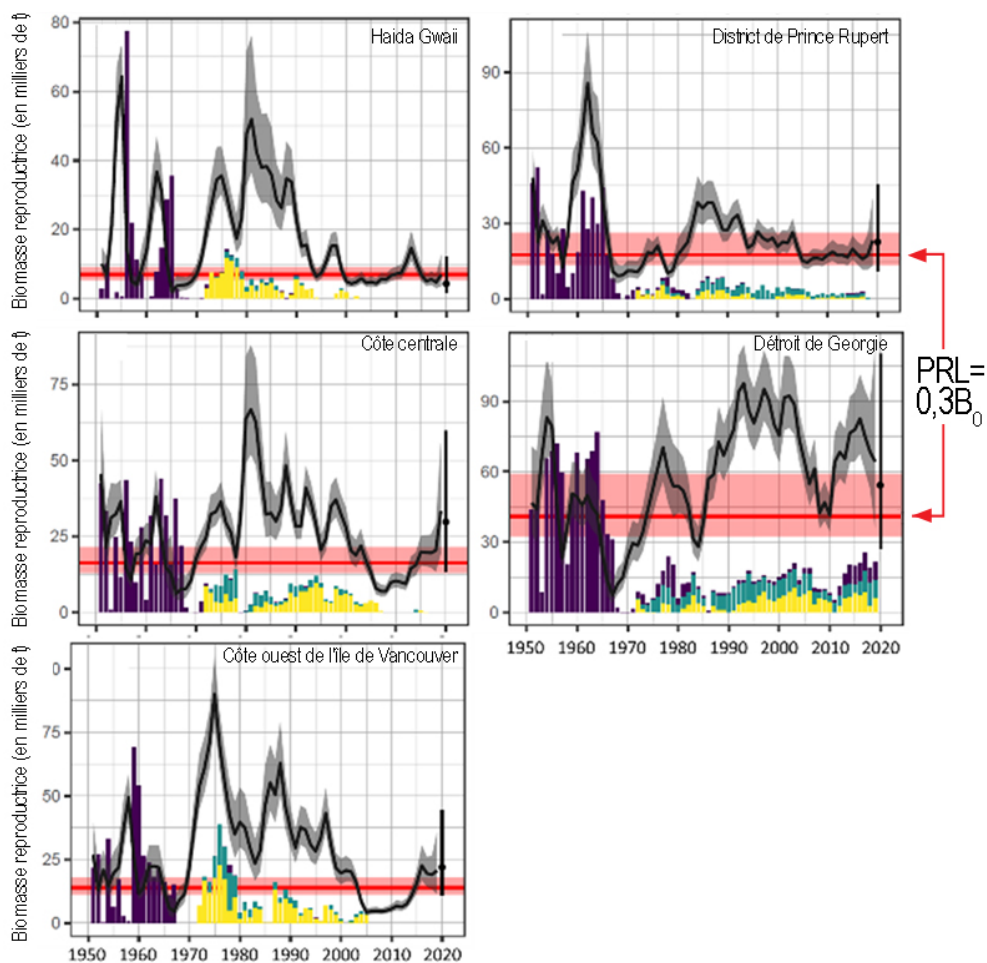 Biomasse reproductrice (en milliers de t)
Haida Gwaii
80
60
40
20
0
District de Prince Rupert
90
60
30
0
Biomasse reproductrice (en milliers de t)
Côte centrale
75
50
25
0
Détroit de Georgie
90
60
30
0
1950 1960 1970 1980 1990 2000 2010 2020
PRL=
0,3B0
Biomasse reproductrice (en milliers de t)
Côte ouest de l'île de Vancouver
0
75
50
25
0
1950 1960 1970 1980 1990 2000 2010 2020